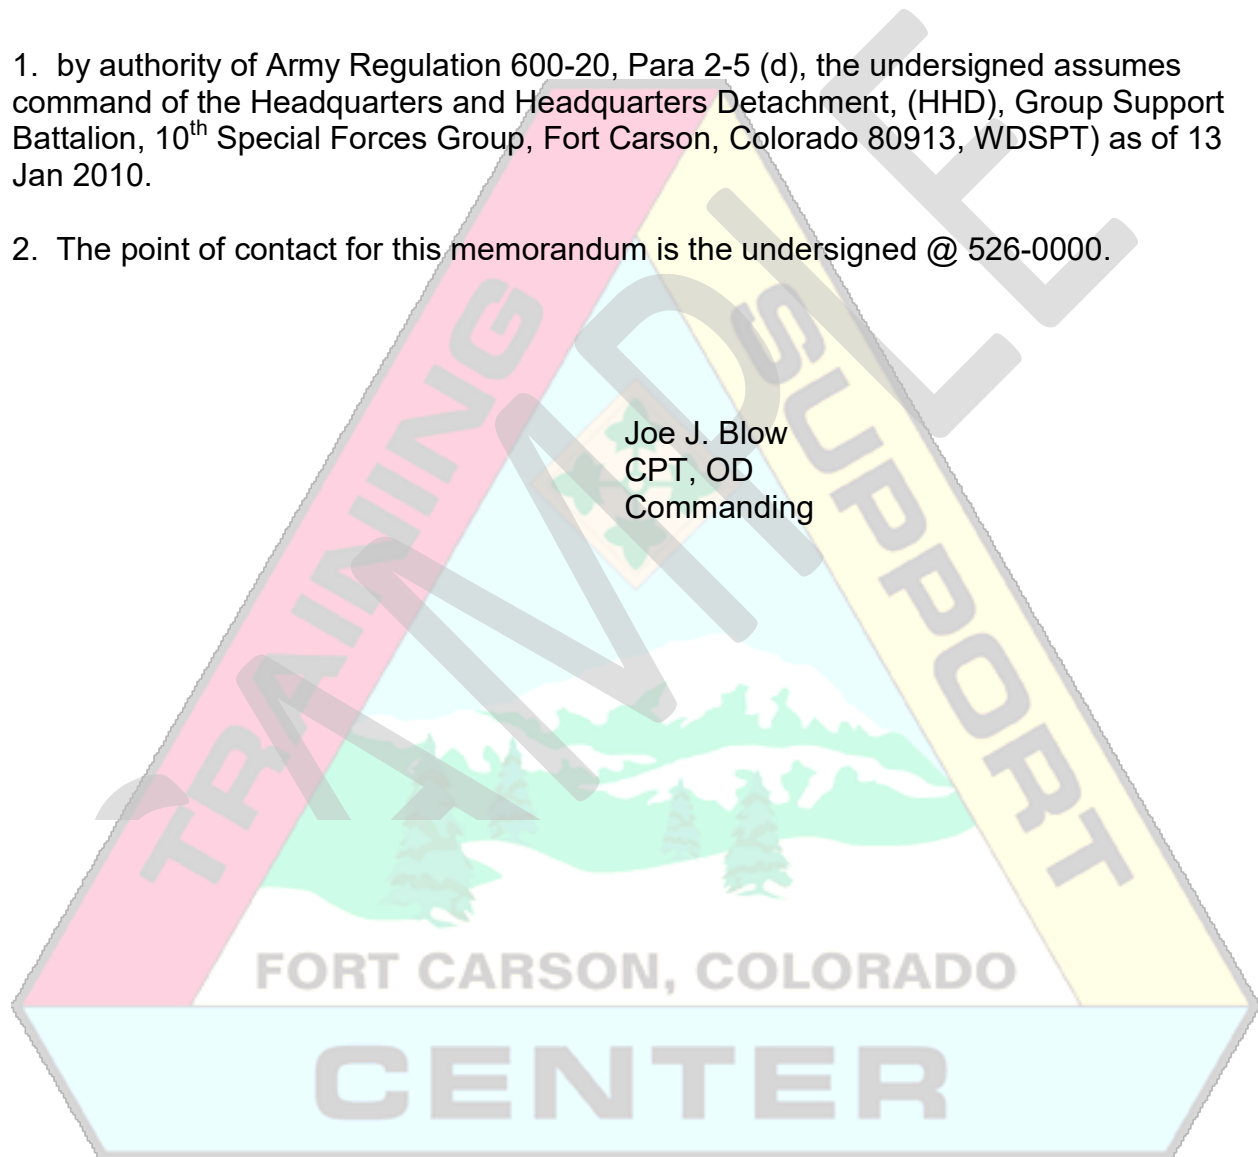 1.  by authority of Army Regulation 600-20, Para 2-5 (d), the undersigned assumes
command of the Headquarters and Headquarters Detachment, (HHD), Group Support
Battalion, 10th Special Forces Group, Fort Carson, Colorado 80913, WDSPT) as of 13
Jan 2010.
2.  The point of contact for this memorandum is the undersigned @ 526-0000.
Joe J. Blow
CPT, OD
Commanding
SAMPLE
TRAINING
SUPPORT
FORT CARSON, COLORADO
CENTER